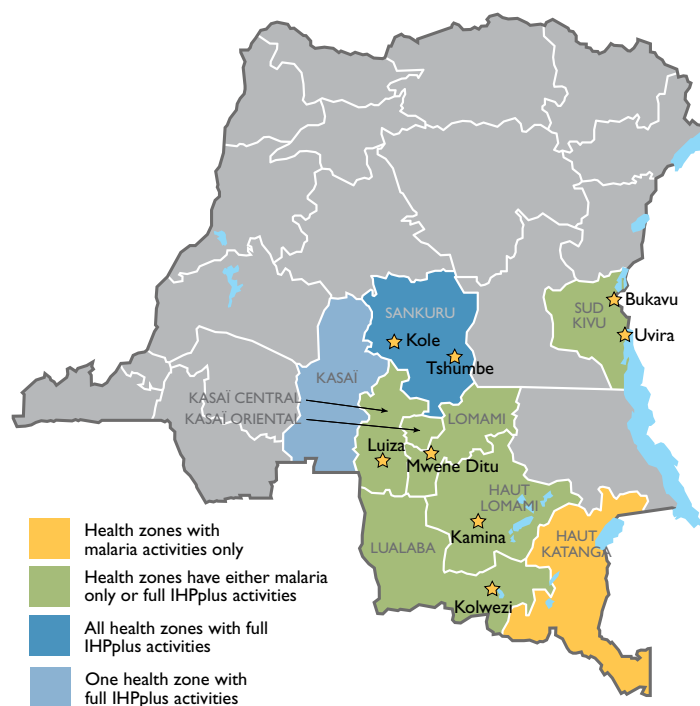 SANKURU
Kole
Tshumbe
SUD
KIVU
Bukavu
Uvira
KASAÏ
KASAÏ CENTRAL
KASAÏ ORIENTAL
LOMAMI
Luiza
Mwene Ditu
HAUT
LOMAMI
Kamina
HAUT
KATANGA
LUALABA
Kolwezi
Health zones with
malaria activities only
Health zones have either malaria
only or full IHPplus activities
All health zones with full
IHPplus activities
One health zone with
full IHPplus activities